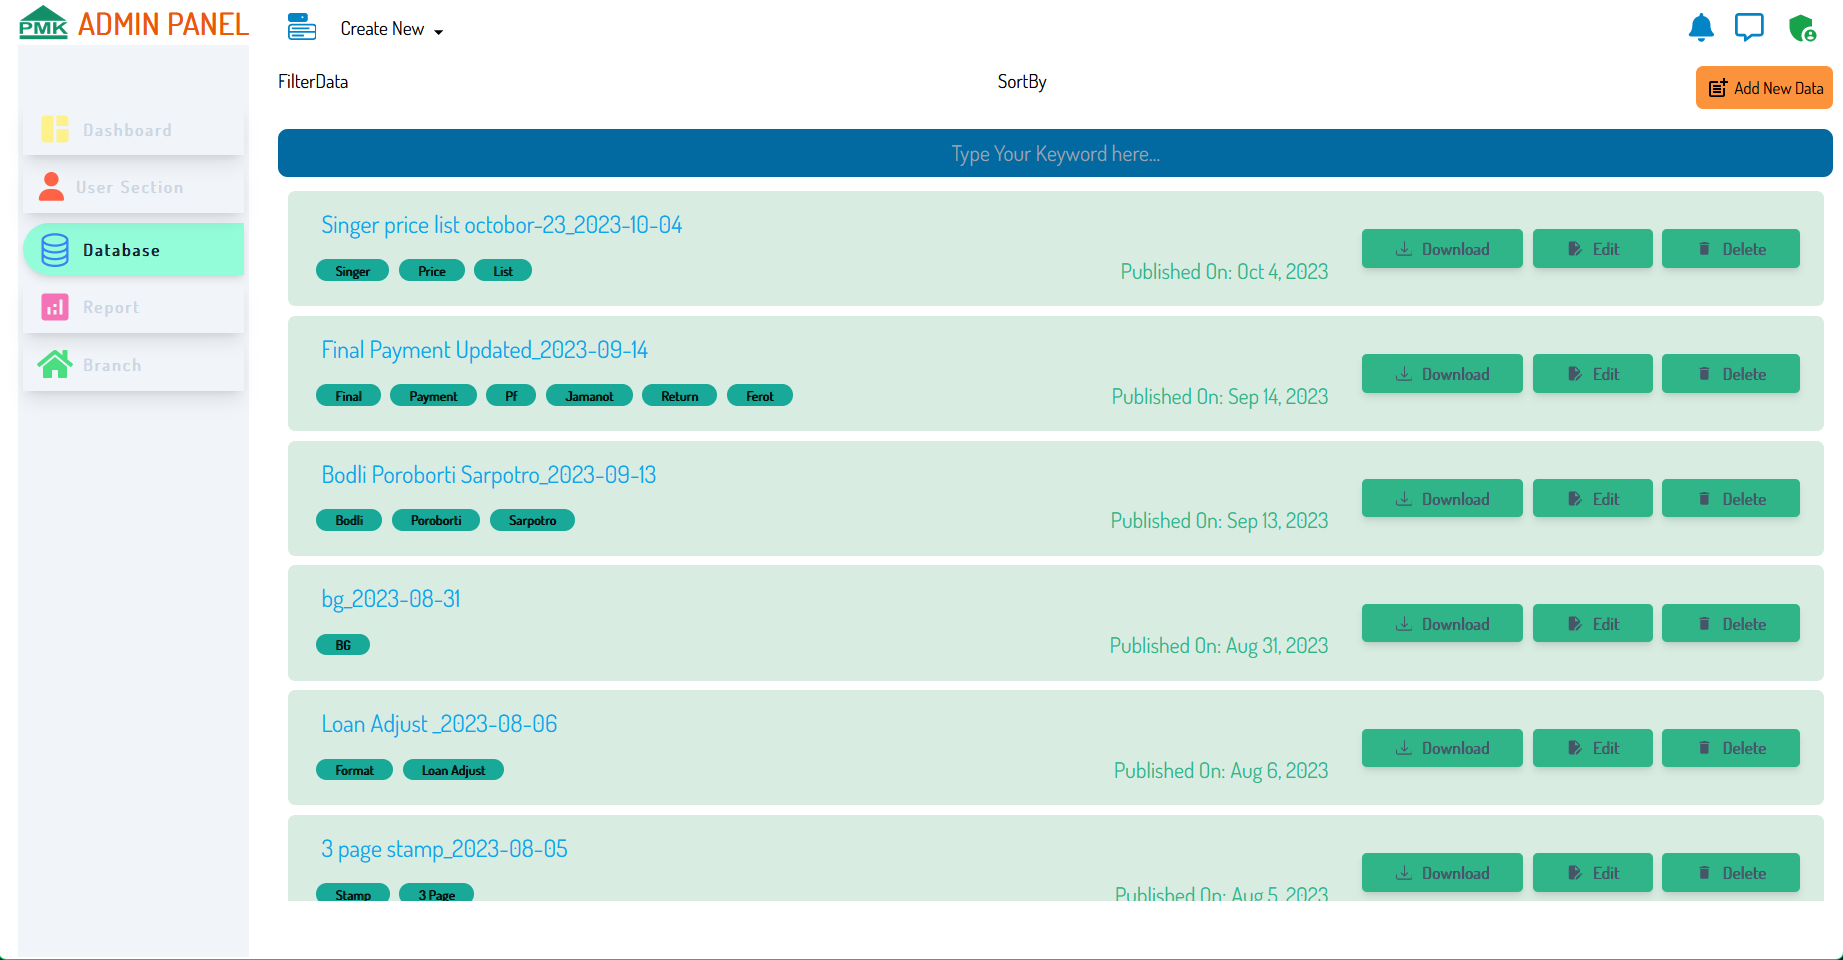 PMK ADMIN PANEL
Create New
FilterData
SortBy
Add New Data
Dashboard
User Section
Database
Report
Branch
Type Your Keyword here...
Singer price list octobor-23_2023-10-04
Singer Price List
Published On: Oct 4, 2023
Download Edit Delete
Final Payment Updated_2023-09-14
Final Payment Pf Jamanot Return Ferot
Published On: Sep 14, 2023
Download Edit Delete
Bodli Poroborti Sarpotro_2023-09-13
Bodli Poroborti Sarpotro
Published On: Sep 13, 2023
Download Edit Delete
bg_2023-08-31
BG
Published On: Aug 31, 2023
Download Edit Delete
Loan Adjust _2023-08-06
Format Loan Adjust
Published On: Aug 6, 2023
Download Edit Delete
3 page stamp_2023-08-05
Stamp 3 Page
Published On: Aug 5, 2023
Download Edit Delete